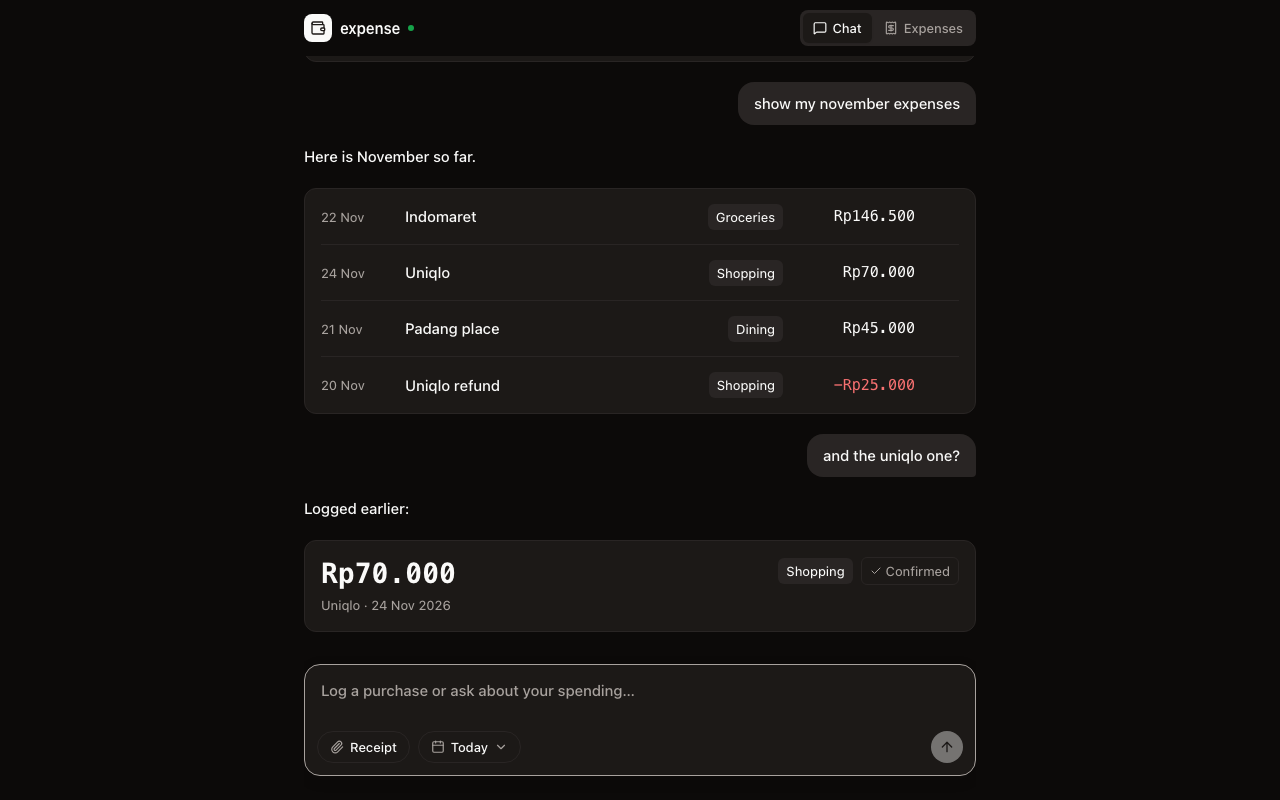 expense
Chat
Expenses
show my november expenses
Here is November so far.
22 Nov Indomaret Groceries Rp146.500
24 Nov Uniqlo Shopping Rp70.000
21 Nov Padang place Dining Rp45.000
20 Nov Uniqlo refund Shopping −Rp25.000
and the uniqlo one?
Logged earlier:
Rp70.000 Shopping Confirmed
Uniqlo · 24 Nov 2026
Log a purchase or ask about your spending...
Receipt
Today